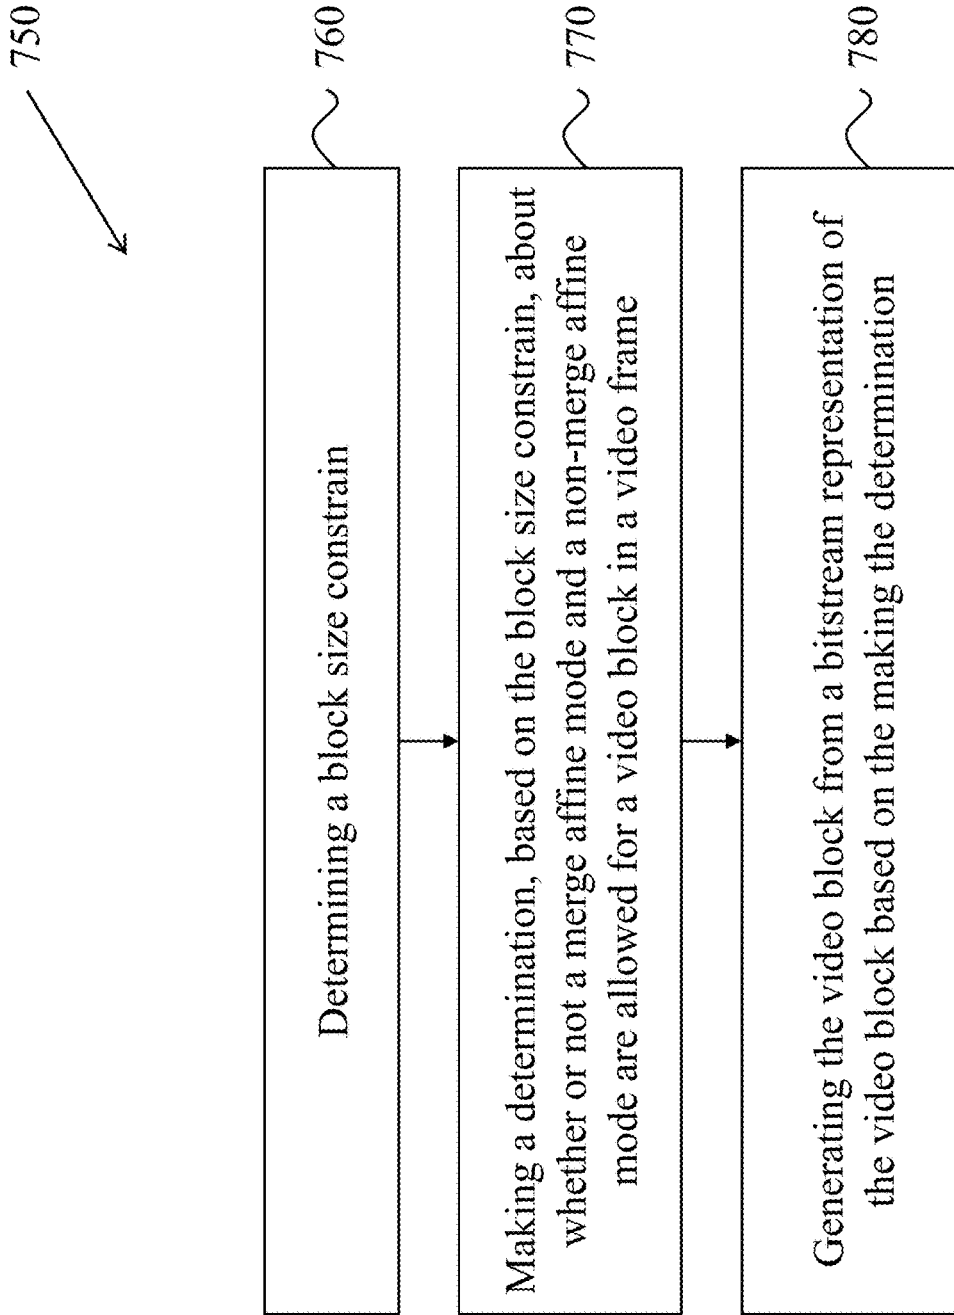 750
760
Determining a block size constrain
770
Making a determination, based on the block size constrain, about
whether or not a merge affine mode and a non-merge affine
mode are allowed for a video block in a video frame
780
Generating the video block from a bitstream representation of
the video block based on the making the determination